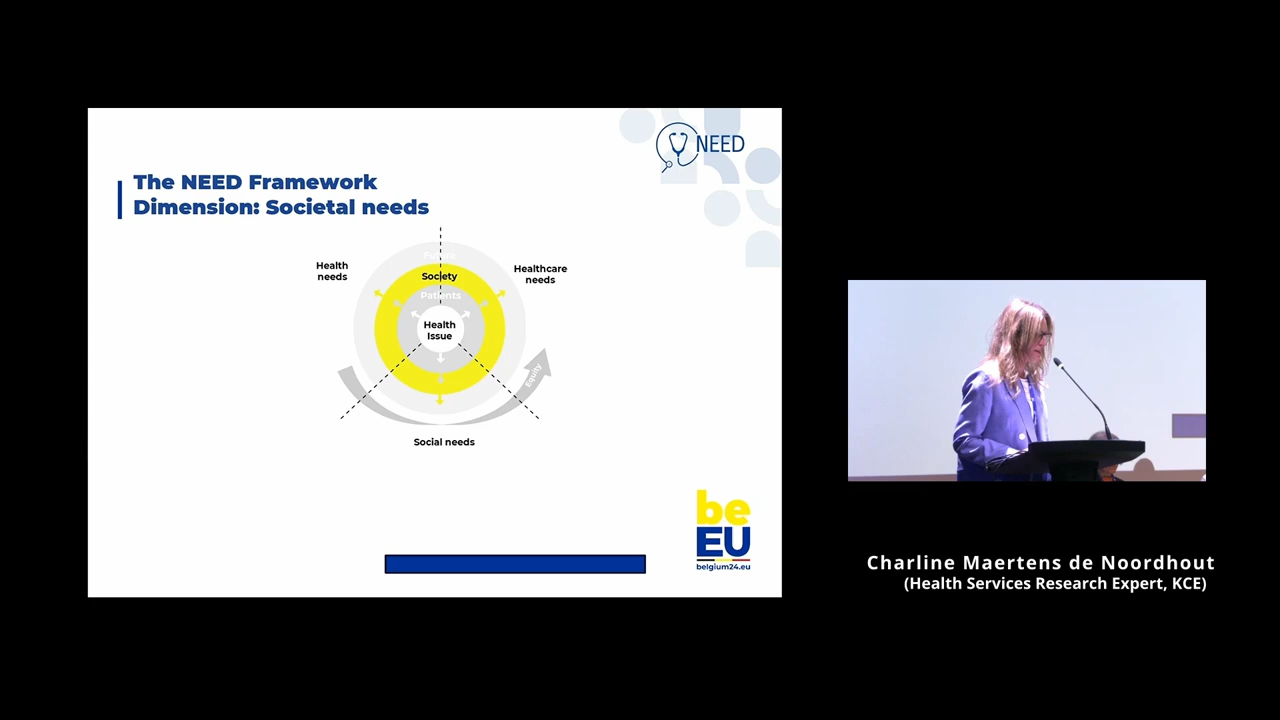 NEED
The NEED Framework
Dimension: Societal needs
Future
Health
needs
Society
Healthcare
needs
Patients
Health
Issue
Equity
Social needs
be
EU
belgium24.eu
Charline Maertens de Noordhout
(Health Services Research Expert, KCE)